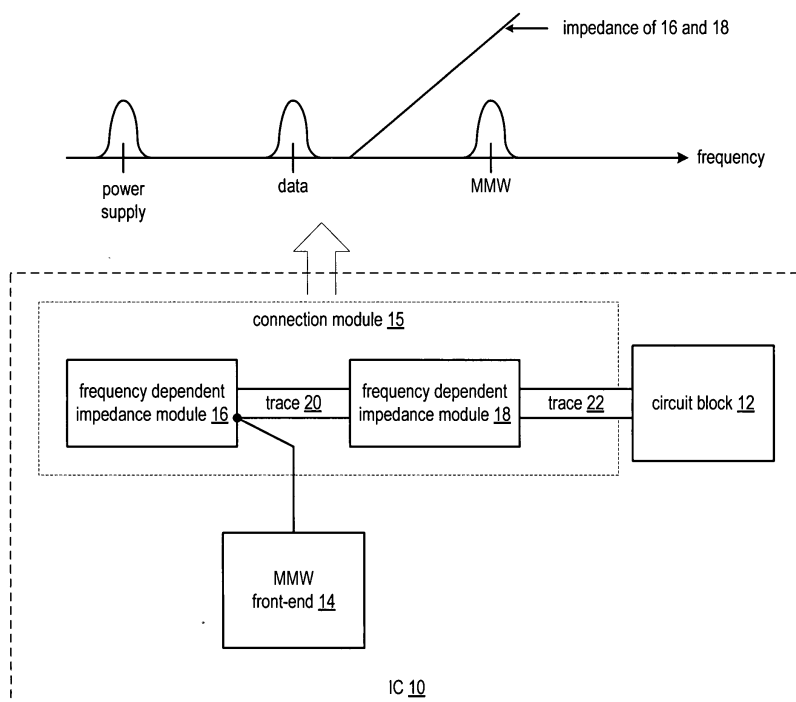 impedance of 16 and 18
frequency
power
supply
data
MMW
connection module 15
frequency dependent
impedance module 16
trace 20
frequency dependent
impedance module 18
trace 22
circuit block 12
MMW
front-end 14
IC 10